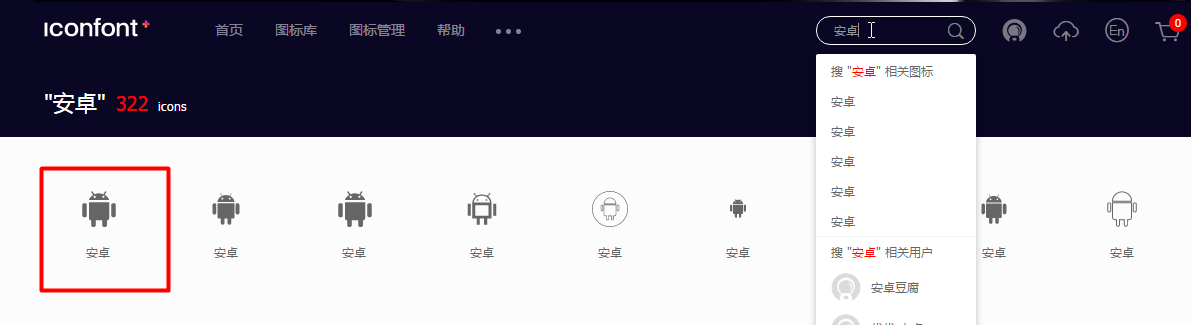 iconfont+ 首页 图标库 图标管理 帮助 安卓 En 0
"安卓" 322 icons
搜 "安卓" 相关图标
安卓
安卓
安卓
安卓
安卓
安卓 安卓 安卓 安卓 安卓 安卓 安卓 安卓
搜 "安卓" 相关用户
安卓豆腐